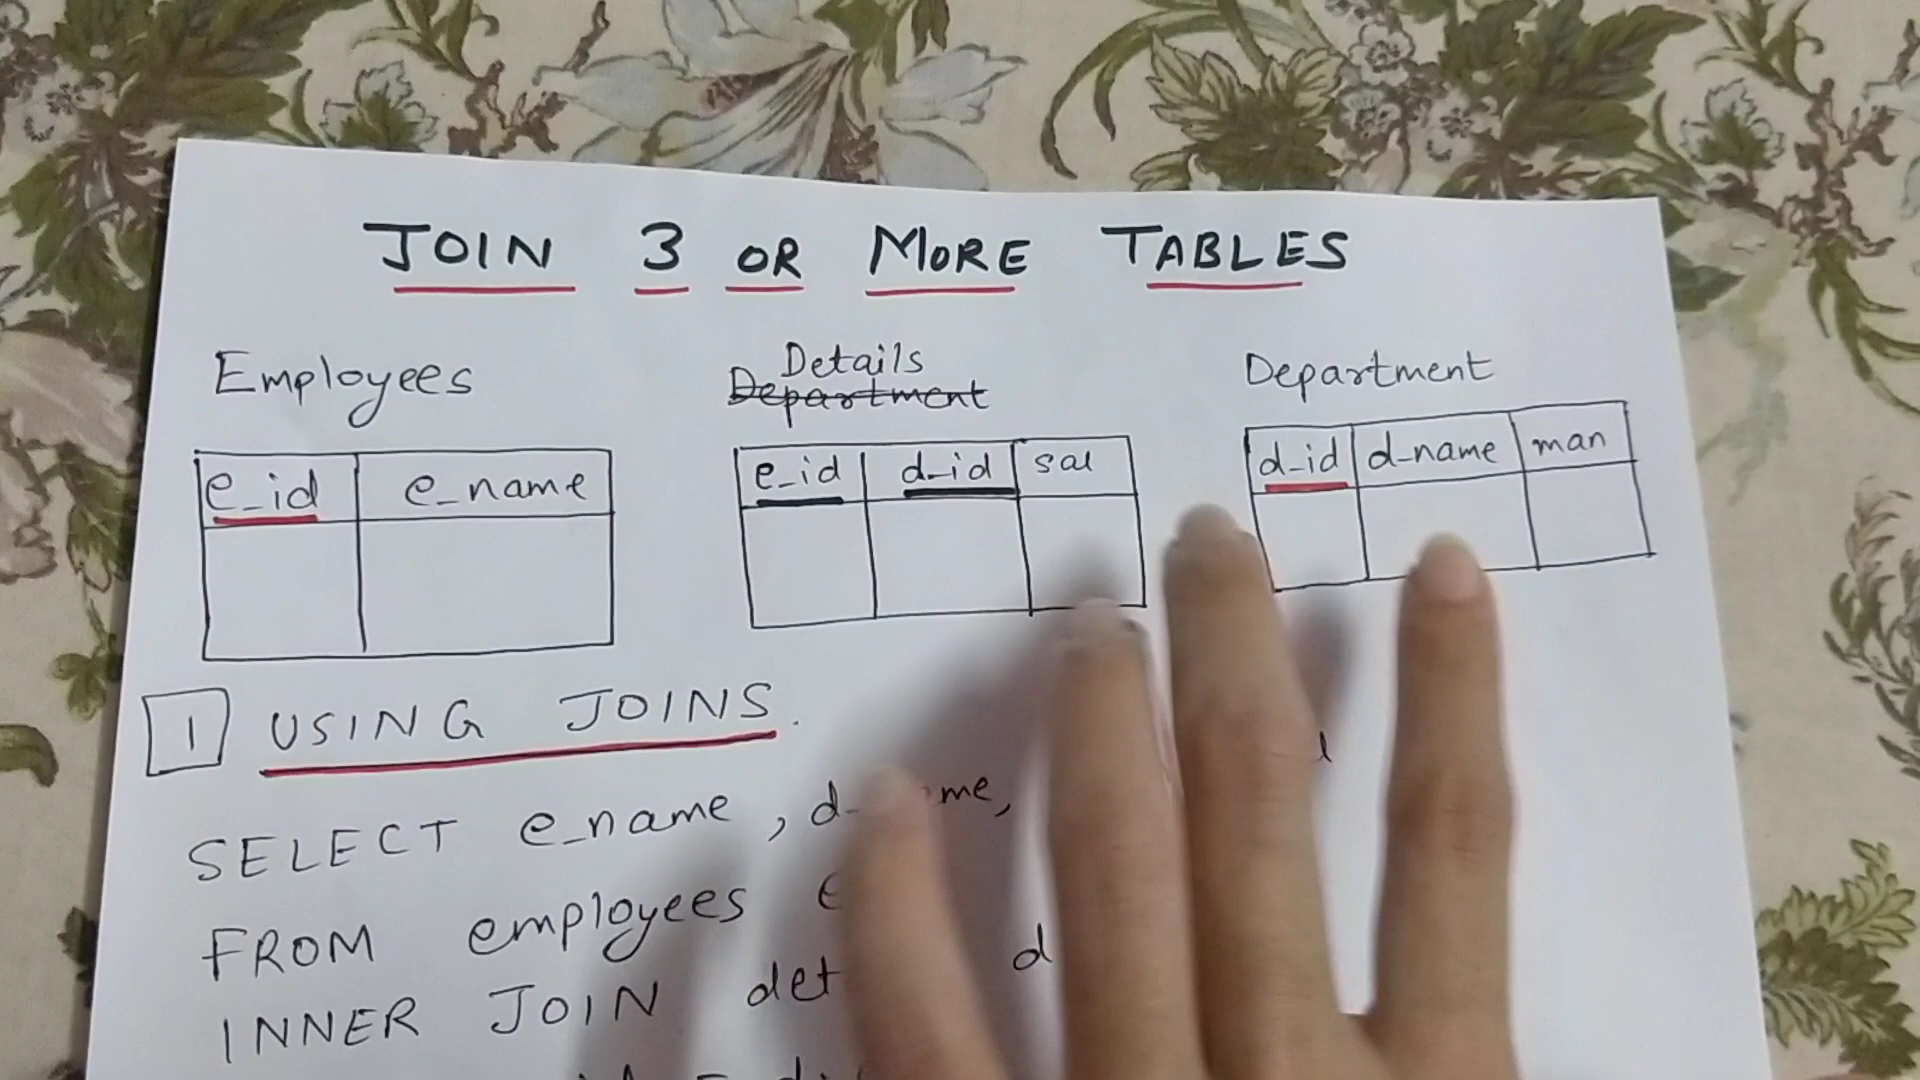 JOIN 3 OR MORE TABLES
Employees
e_id e_name
Details
Department
e_id d_id sal
Department
d_id d-name man
1 USING JOINS.
SELECT e_name,
FROM employees
INNER JOIN d